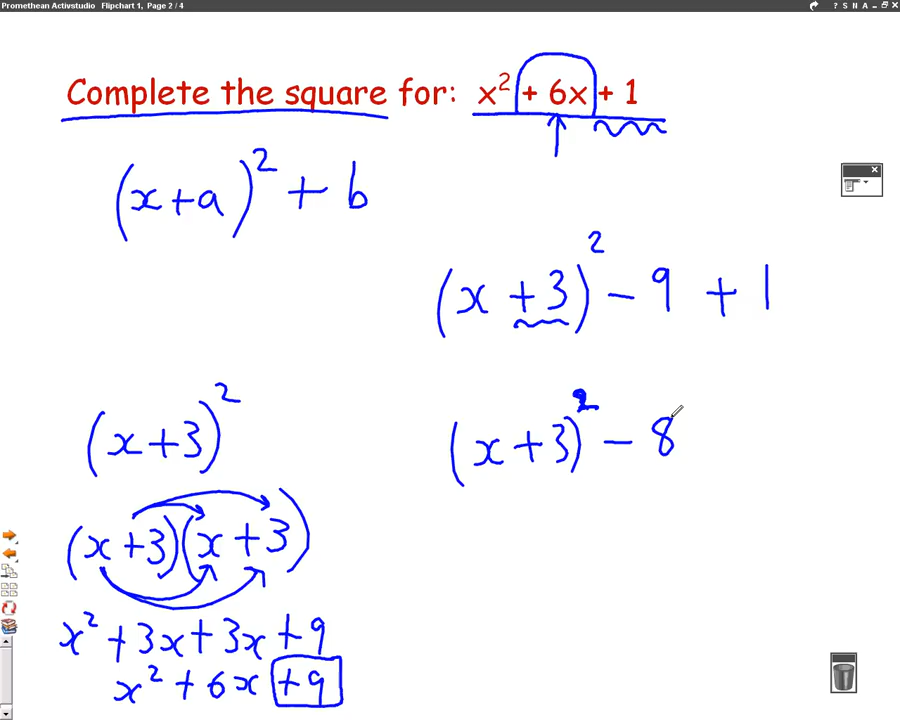 Promethean Activstudio Flipchart 1, Page 2 / 4
? S N A
Complete the square for: x² + 6x + 1
(x+a)² + b
(x +3)² - 9 + 1
(x+3)²
(x +3)² - 8
(x +3)(x +3)
x² + 3x + 3x + 9
x² + 6x + 9